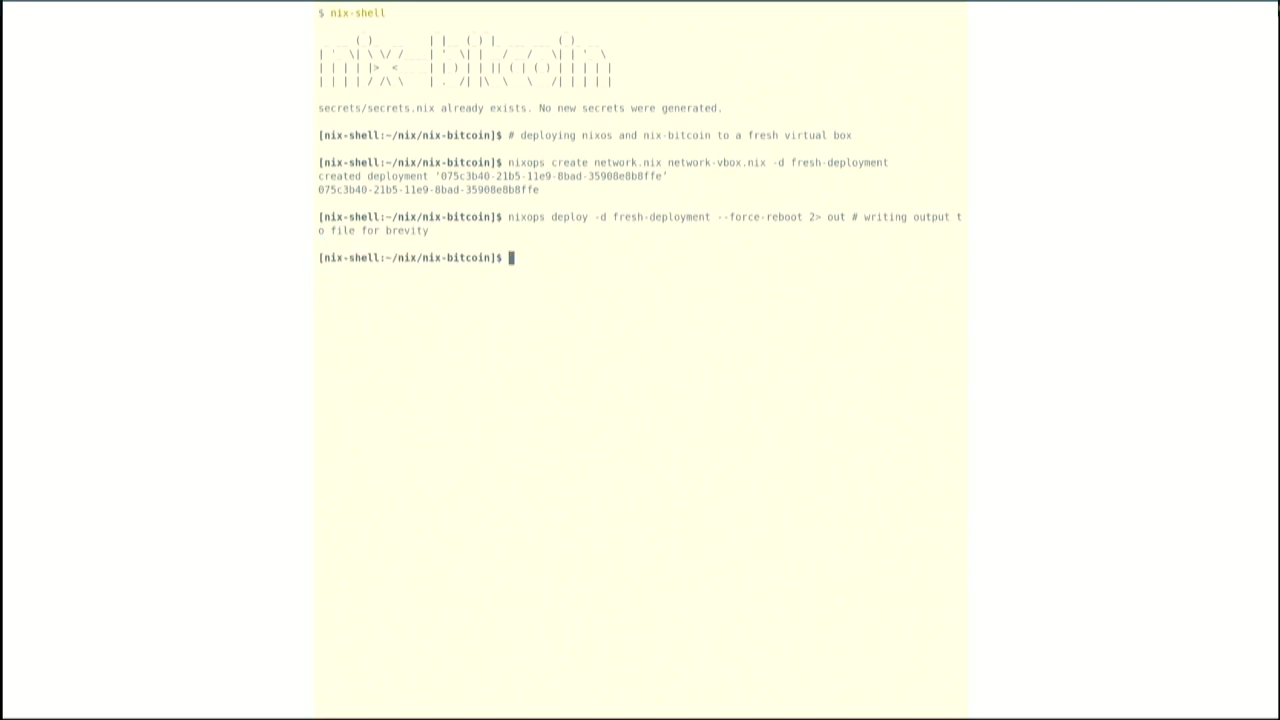 $ nix-shell
nix-bitcoin
secrets/secrets.nix already exists. No new secrets were generated.
[nix-shell:~/nix/nix-bitcoin]$ # deploying nixos and nix-bitcoin to a fresh virtual box
[nix-shell:~/nix/nix-bitcoin]$ nixops create network.nix network-vbox.nix -d fresh-deployment
created deployment ‘075c3b40-21b5-11e9-8bad-35908e8b8ffe’
075c3b40-21b5-11e9-8bad-35908e8b8ffe
[nix-shell:~/nix/nix-bitcoin]$ nixops deploy -d fresh-deployment --force-reboot 2> out # writing output t
o file for brevity
[nix-shell:~/nix/nix-bitcoin]$